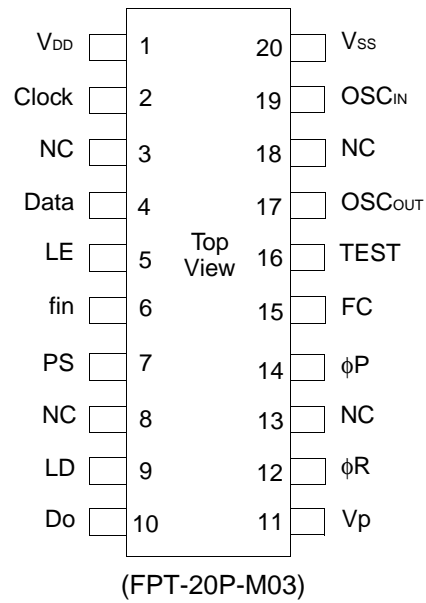 VDD 1 20 VSS
Clock 2 19 OSCIN
NC 3 18 NC
Data 4 17 OSCOUT
LE 5 Top View 16 TEST
fin 6 15 FC
PS 7 14 ϕP
NC 8 13 NC
LD 9 12 ϕR
Do 10 11 Vp
(FPT-20P-M03)